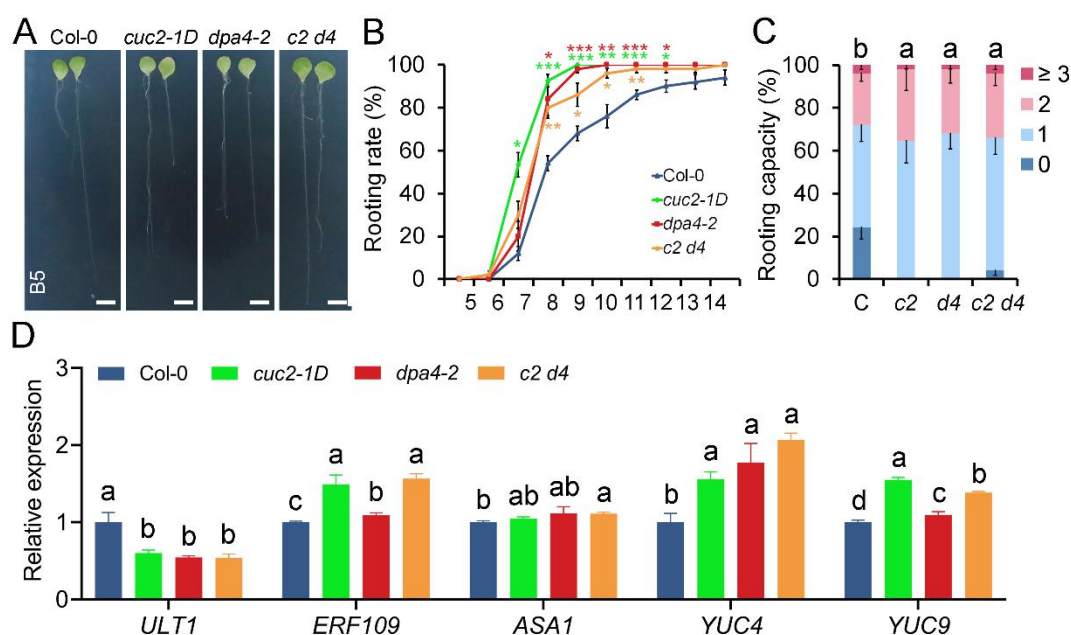 A
Col-0 cuc2-1D dpa4-2 c2 d4
B5
B
Rooting rate (%)
100
80
60
40
20
0
* *** ** *** *
*** *** ** *** *
*
** * * **
Col-0
cuc2-1D
dpa4-2
c2 d4
5 6 7 8 9 10 11 12 13 14
C
Rooting capacity (%)
b a a a
100
80
60
40
20
0
C c2 d4 c2 d4
≥ 3
2
1
0
D
Relative expression
3
2
1
0
Col-0 cuc2-1D dpa4-2 c2 d4
a b b b
c a b a
b ab ab a
b a a a
d a c b
ULT1 ERF109 ASA1 YUC4 YUC9